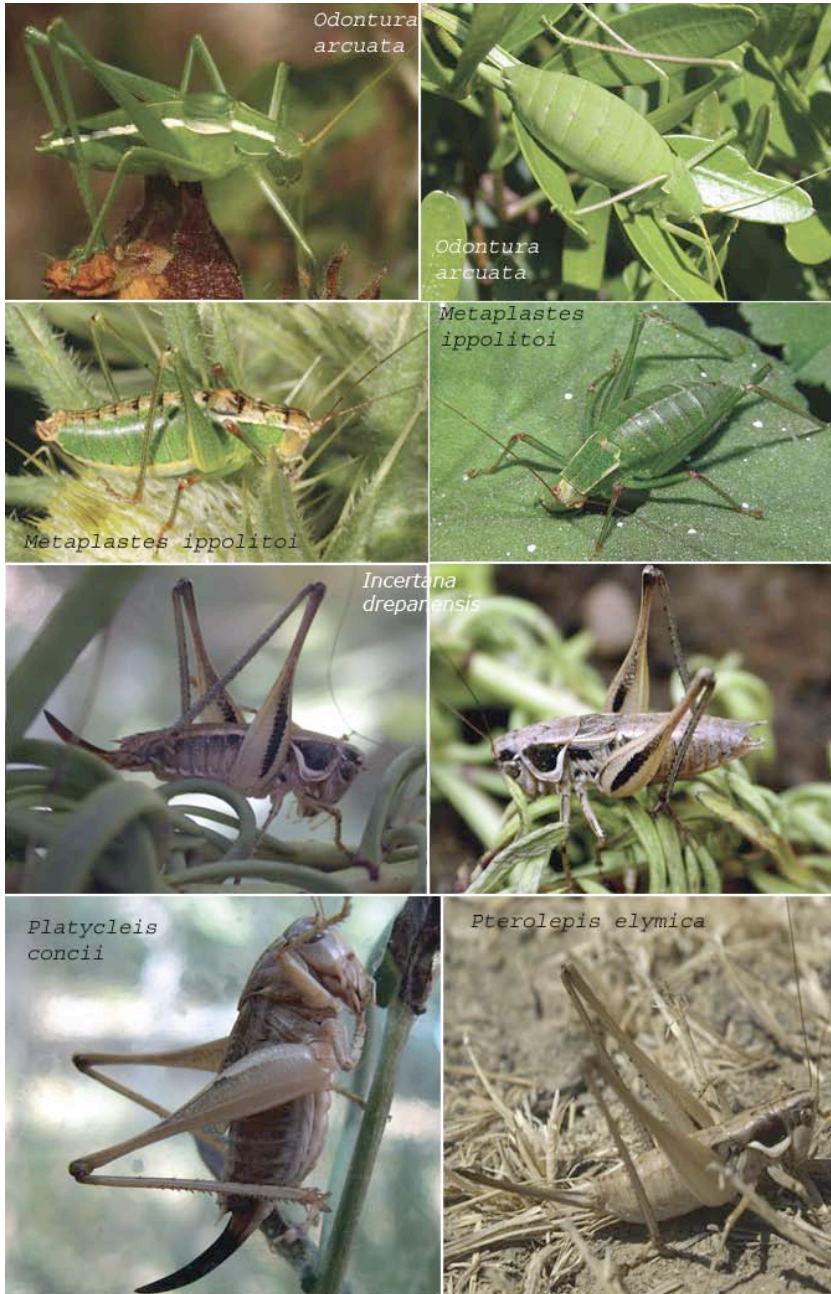 Odontura
arcuata
Odontura
arcuata
Metaplastes ippolitoi
Metaplastes
ippolitoi
Incertana
drepanensis
Platycleis
concii
Pterolepis elymica